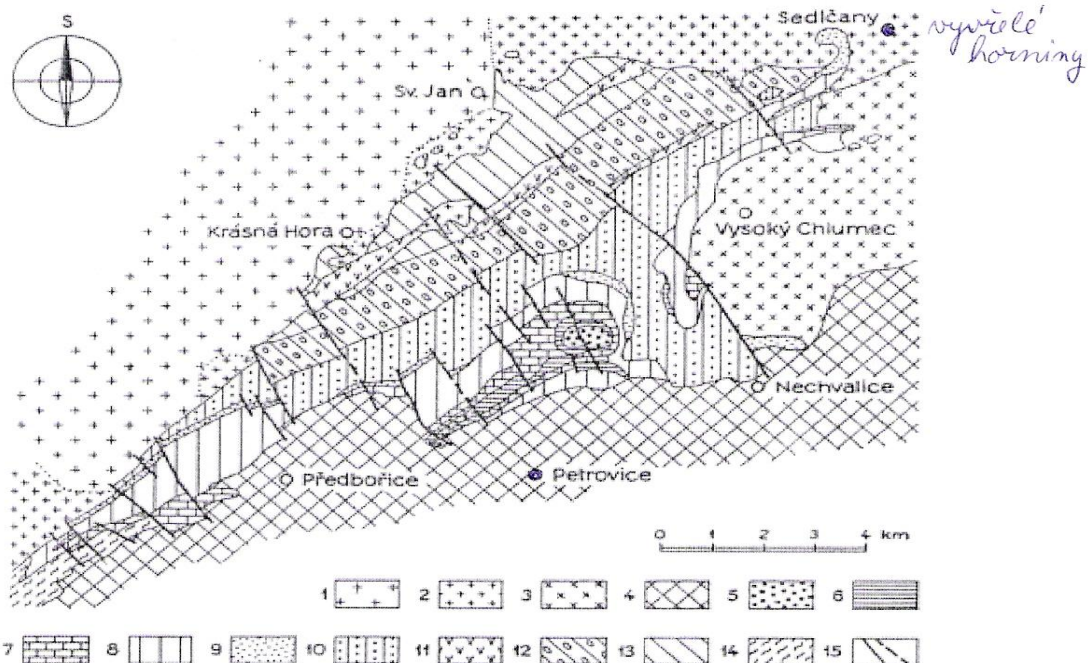 S
Sedlčany
vyvřelé
horniny
Sv. Jan
Krásná Hora
Vysoký Chlumec
Nechvalice
Předbořice
Petrovice
0 1 2 3 4 km
1 2 3 4 5 6
7 8 9 10 11 12 13 14 15